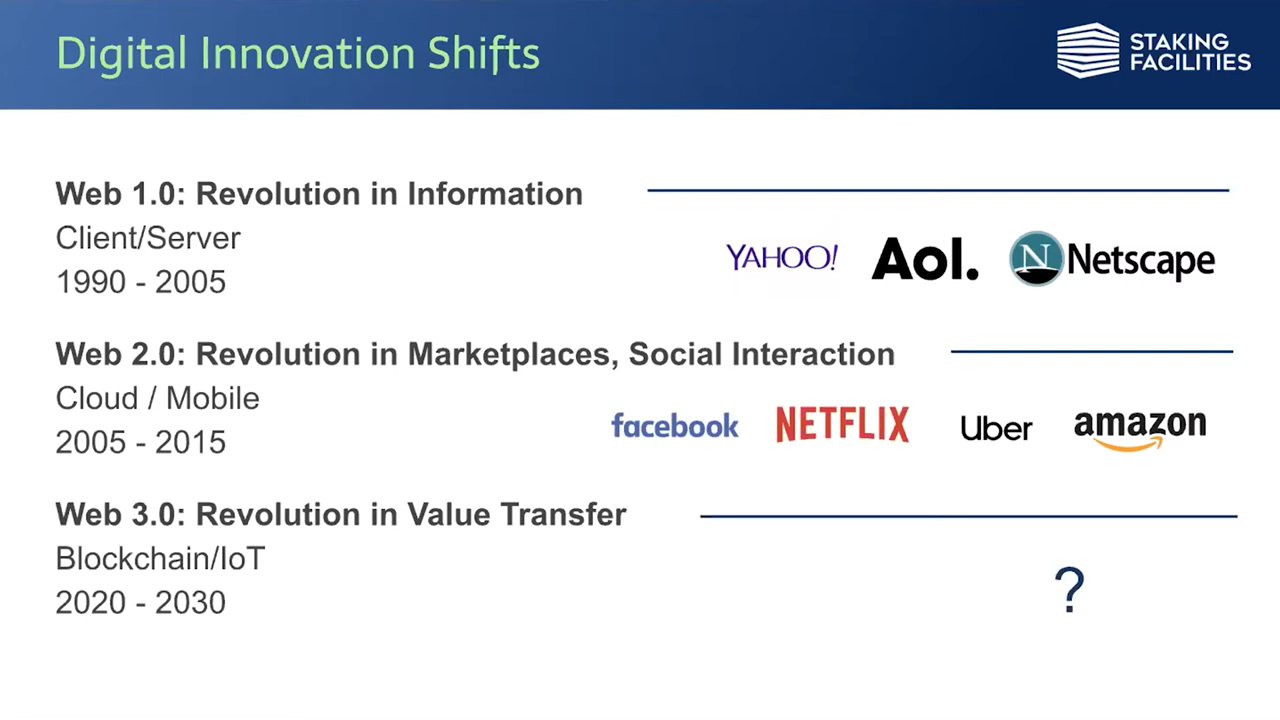 Digital Innovation Shifts
STAKING
FACILITIES
Web 1.0: Revolution in Information
Client/Server
1990 - 2005
YAHOO! Aol. N Netscape
Web 2.0: Revolution in Marketplaces, Social Interaction
Cloud / Mobile
2005 - 2015
facebook NETFLIX Uber amazon
Web 3.0: Revolution in Value Transfer
Blockchain/IoT
2020 - 2030
?